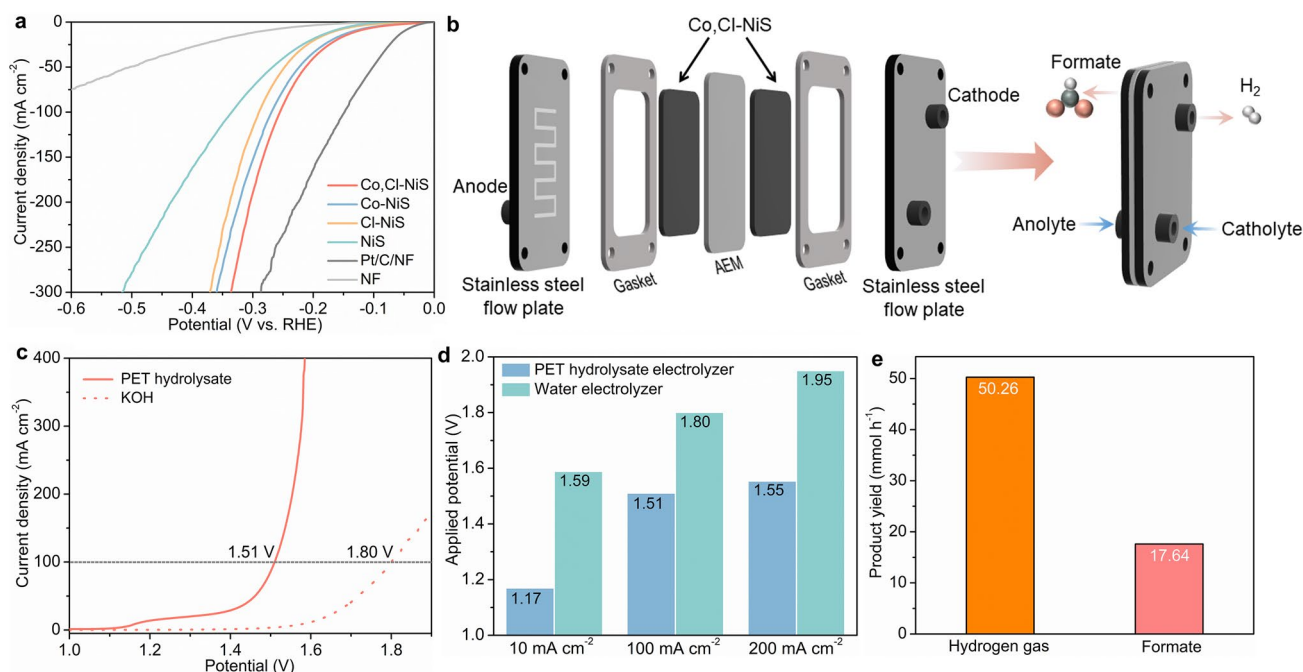 a
0
-50
-100
-150
-200
-250
-300
Current density (mA cm⁻²)
-0.6
-0.5
-0.4
-0.3
-0.2
-0.1
0.0
Potential (V vs. RHE)
Co,Cl-NiS
Co-NiS
Cl-NiS
NiS
Pt/C/NF
NF
b
Co,Cl-NiS
Anode
Stainless steel
flow plate
Gasket
AEM
Gasket
Cathode
Stainless steel
flow plate
Formate
H₂
Anolyte
Catholyte
c
400
300
200
100
0
Current density (mA cm⁻²)
PET hydrolysate
KOH
1.51 V
1.80 V
1.0
1.2
1.4
1.6
1.8
Potential (V)
d
2.0
1.8
1.6
1.4
1.2
1.0
Applied potential (V)
PET hydrolysate electrolyzer
Water electrolyzer
1.17
1.59
1.51
1.80
1.55
1.95
10 mA cm⁻²
100 mA cm⁻²
200 mA cm⁻²
e
50
40
30
20
10
0
Product yield (mmol h⁻¹)
50.26
17.64
Hydrogen gas
Formate